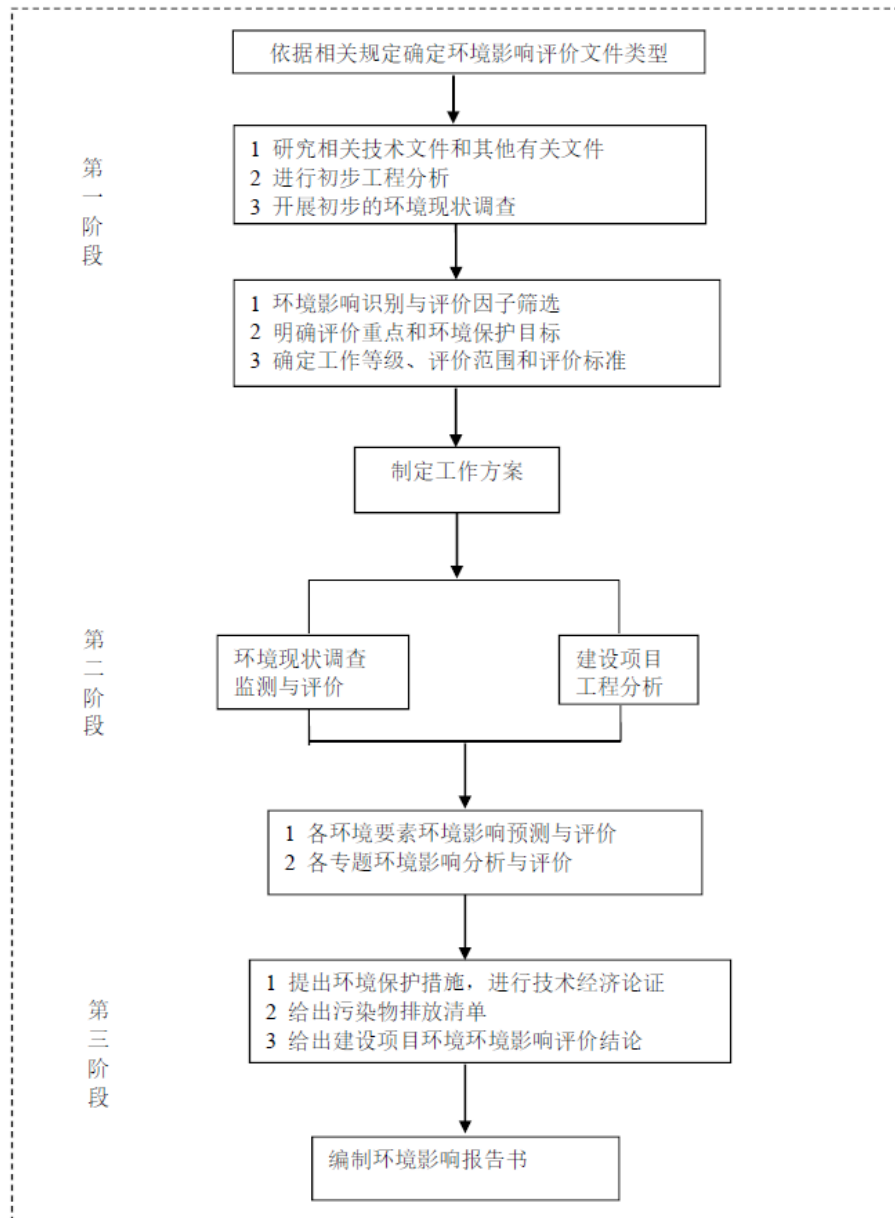 依据相关规定确定环境影响评价文件类型
第一阶段
1 研究相关技术文件和其他有关文件
2 进行初步工程分析
3 开展初步的环境现状调查
1 环境影响识别与评价因子筛选
2 明确评价重点和环境保护目标
3 确定工作等级、评价范围和评价标准
制定工作方案
第二阶段
环境现状调查
监测与评价
建设项目
工程分析
1 各环境要素环境影响预测与评价
2 各专题环境影响分析与评价
第三阶段
1 提出环境保护措施，进行技术经济论证
2 给出污染物排放清单
3 给出建设项目环境环境影响评价结论
编制环境影响报告书